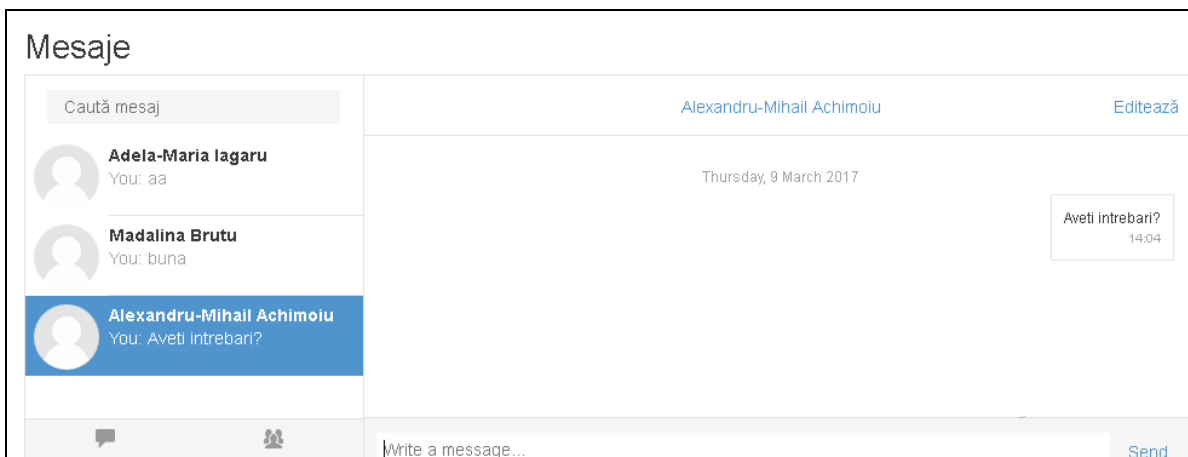 Mesaje
Caută mesaj
Adela-Maria Iagaru
You: aa
Madalina Brutu
You: buna
Alexandru-Mihail Achimoiu
You: Aveti intrebari?
Alexandru-Mihail Achimoiu
Editează
Thursday, 9 March 2017
Aveti intrebari?
14:04
Write a message...
Send